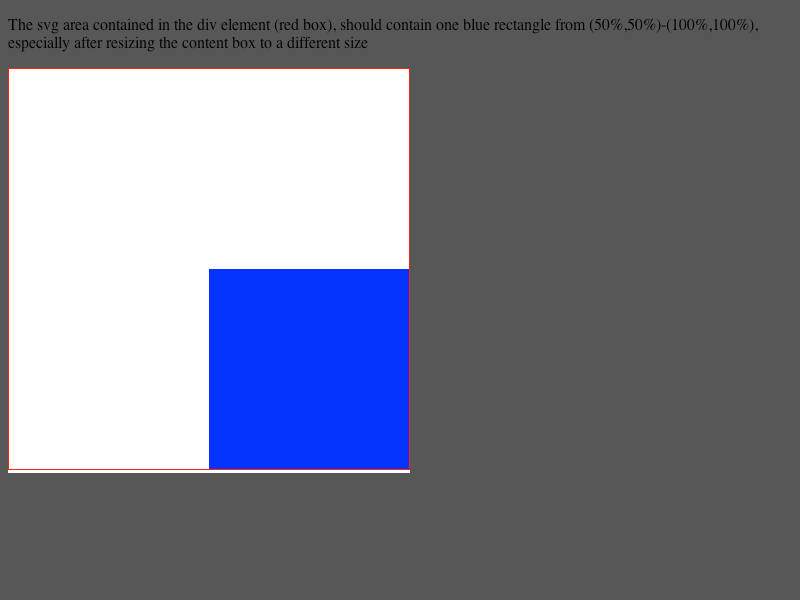 The svg area contained in the div element (red box), should contain one blue rectangle from (50%,50%)-(100%,100%),
especially after resizing the content box to a different size